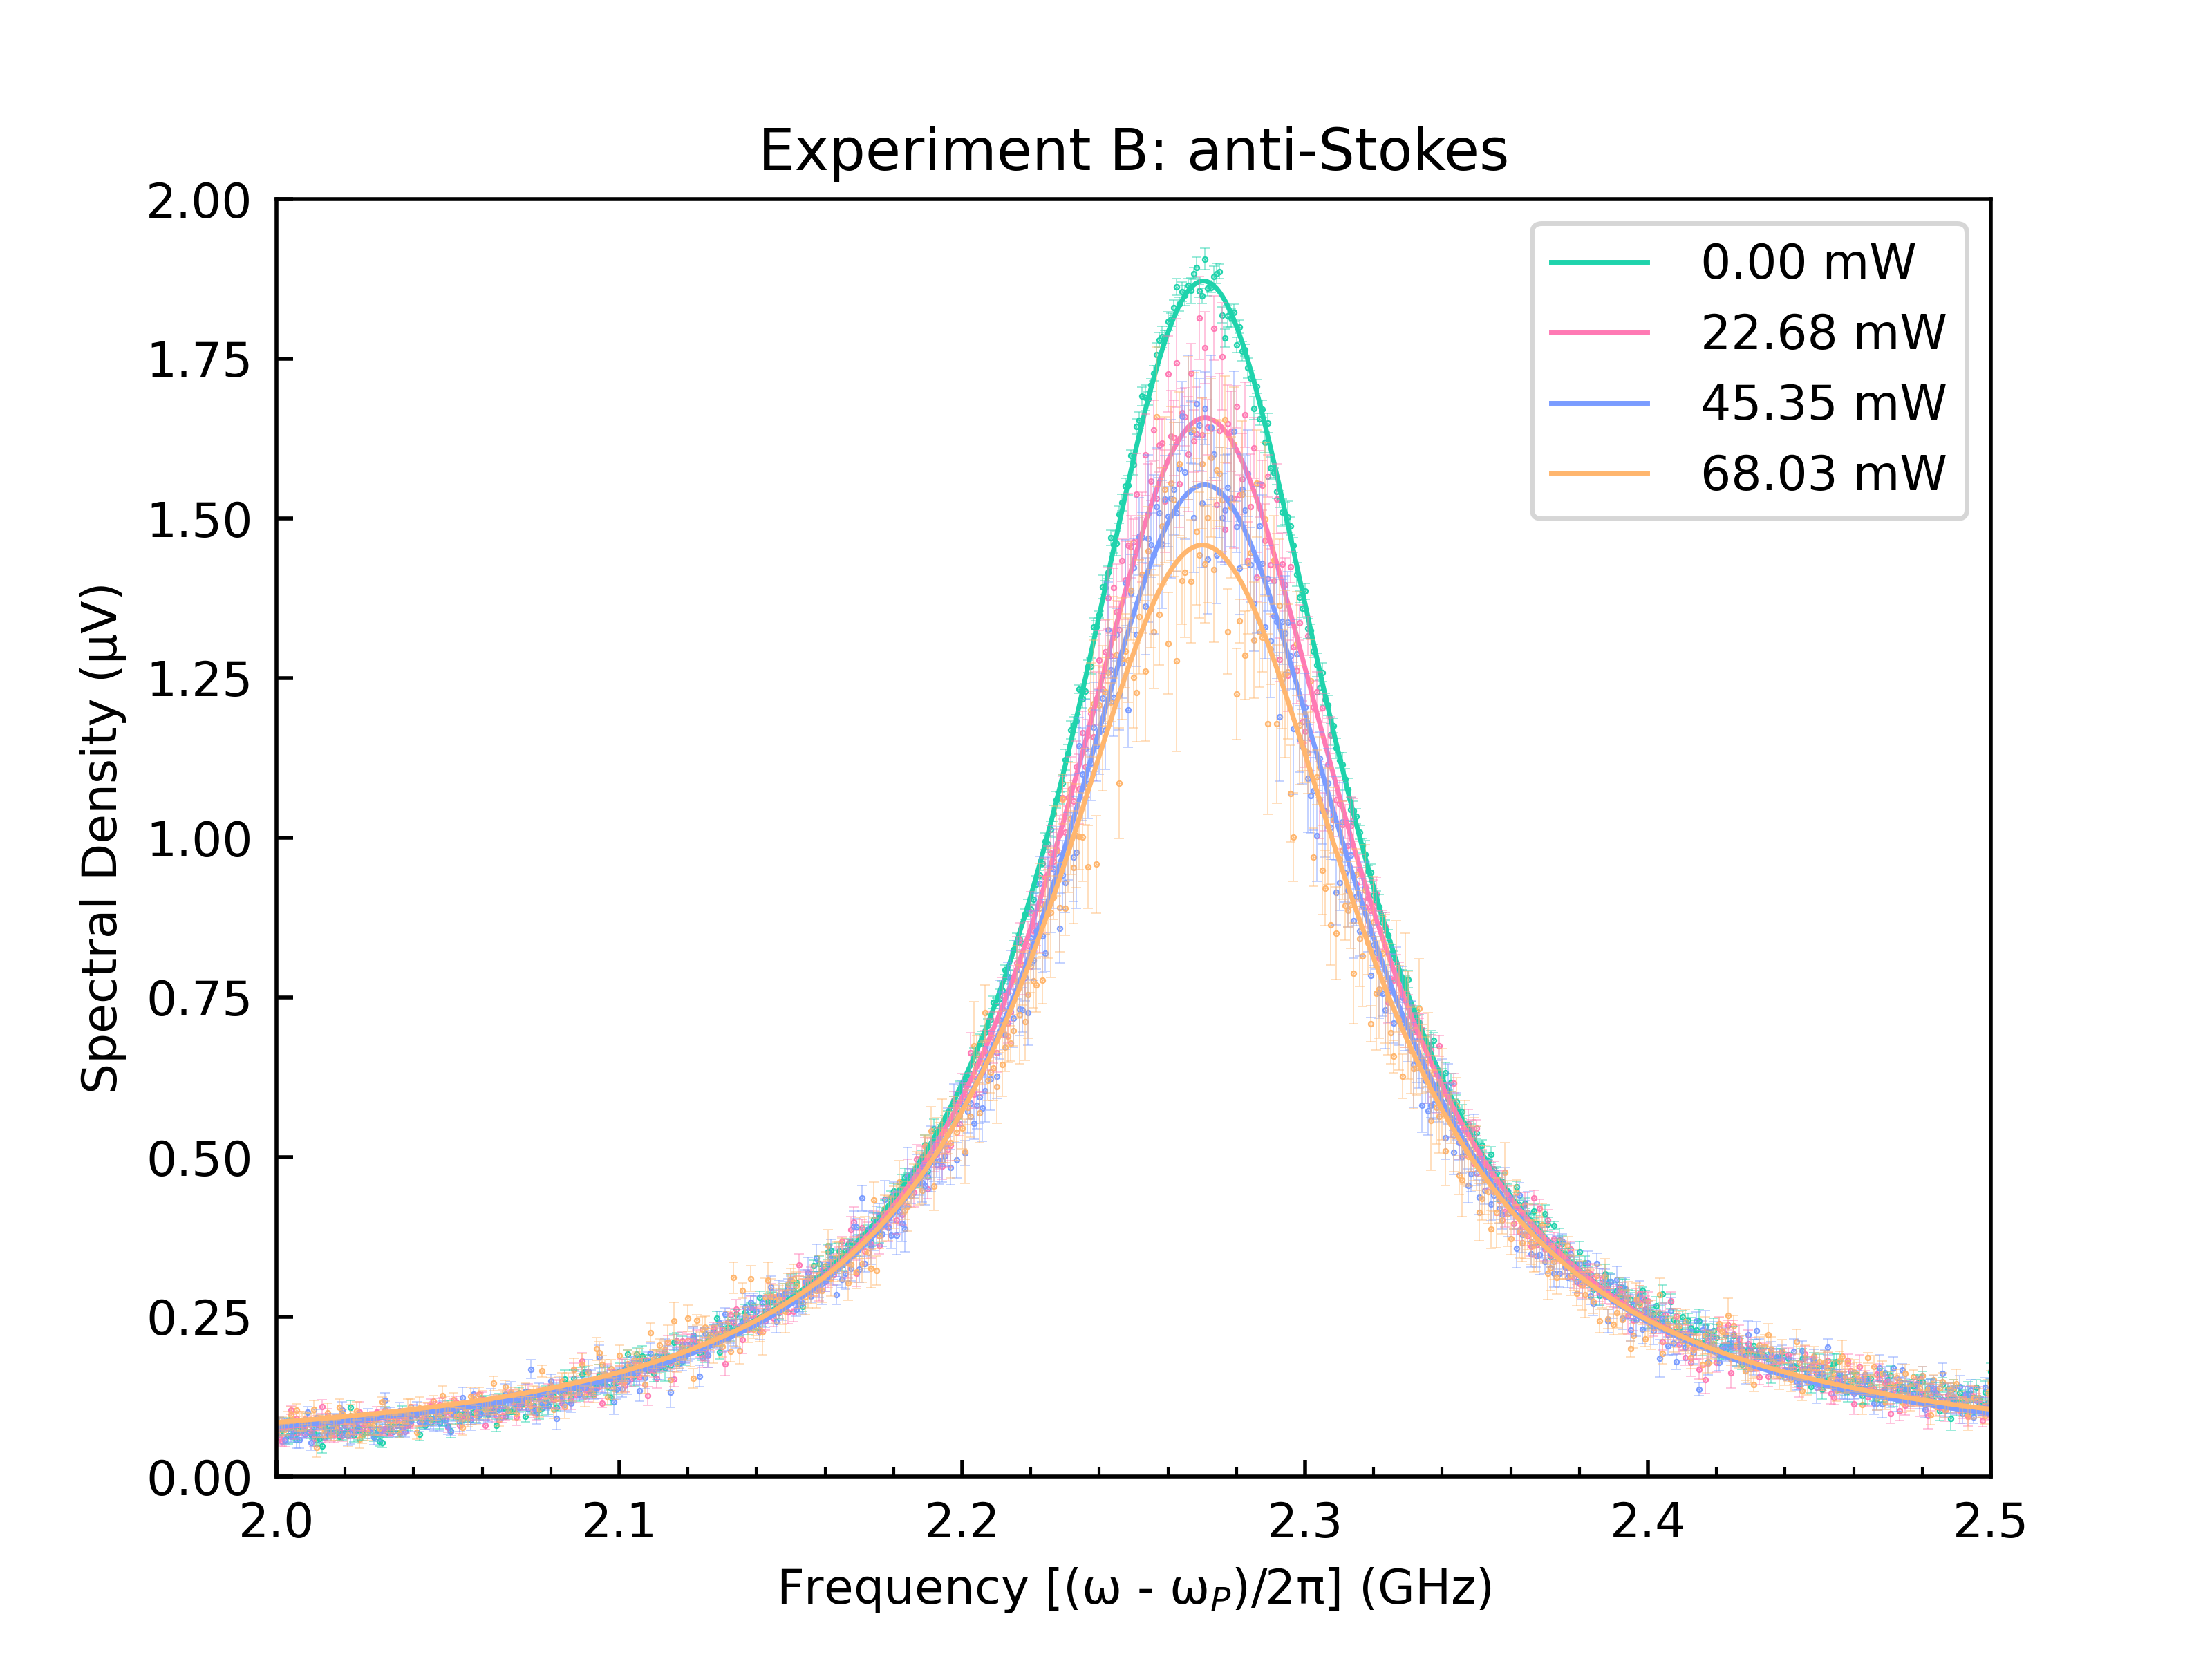 Experiment B: anti-Stokes
2.00
1.75
1.50
1.25
1.00
0.75
0.50
0.25
0.00
Spectral Density (μV)
0.00 mW
22.68 mW
45.35 mW
68.03 mW
2.0 2.1 2.2 2.3 2.4 2.5
Frequency [(ω - ωP)/2π] (GHz)